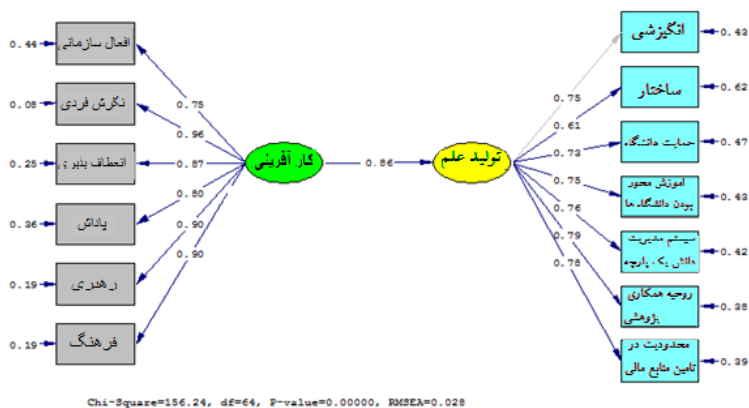 0.44
افعال سازمانی
0.75
0.08
نگرش فردی
0.96
0.25
انعطاف پذیری
0.87
0.36
پاداش
0.80
0.19
رهبری
0.90
0.19
فرهنگ
0.90
کارآفرینی
0.86
تولید علم
0.75
انگیزشی
0.43
0.61
ساختار
0.62
0.73
حمایت دانشگاه
0.47
0.75
آموزش محور
بودن دانشگاه ها
0.43
0.76
سیستم مدیریت
دانش یک پارچه
0.42
0.79
روحیه همکاری
پژوهشی
0.38
0.78
محدودیت در
تامین منابع مالی
0.39
Chi-Square=156.24, df=64, P-value=0.00000, RMSEA=0.028